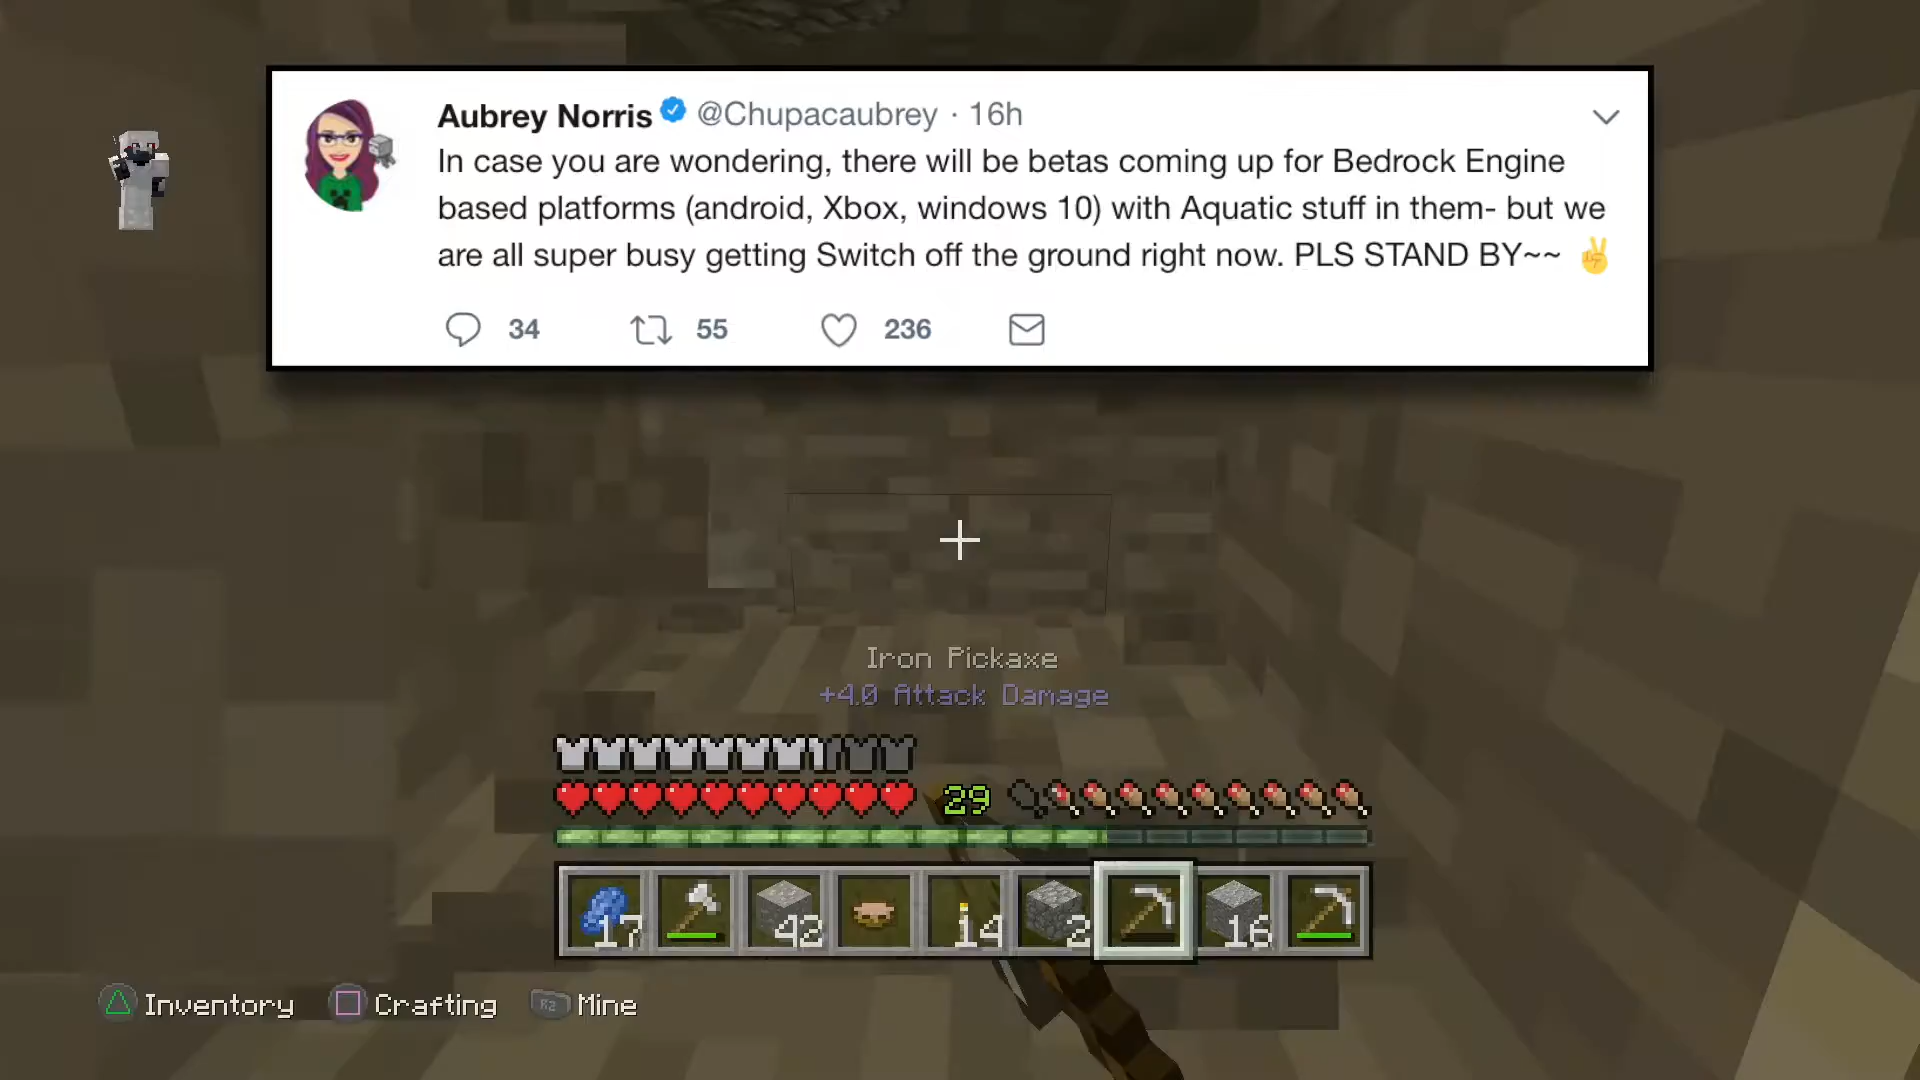 Aubrey Norris @Chupacaubrey · 16h
In case you are wondering, there will be betas coming up for Bedrock Engine
based platforms (android, Xbox, windows 10) with Aquatic stuff in them- but we
are all super busy getting Switch off the ground right now. PLS STAND BY~~ ✌
34 55 236
Iron Pickaxe
+4.0 Attack Damage
29
17 42 14 2 16
Inventory Crafting R2 Mine